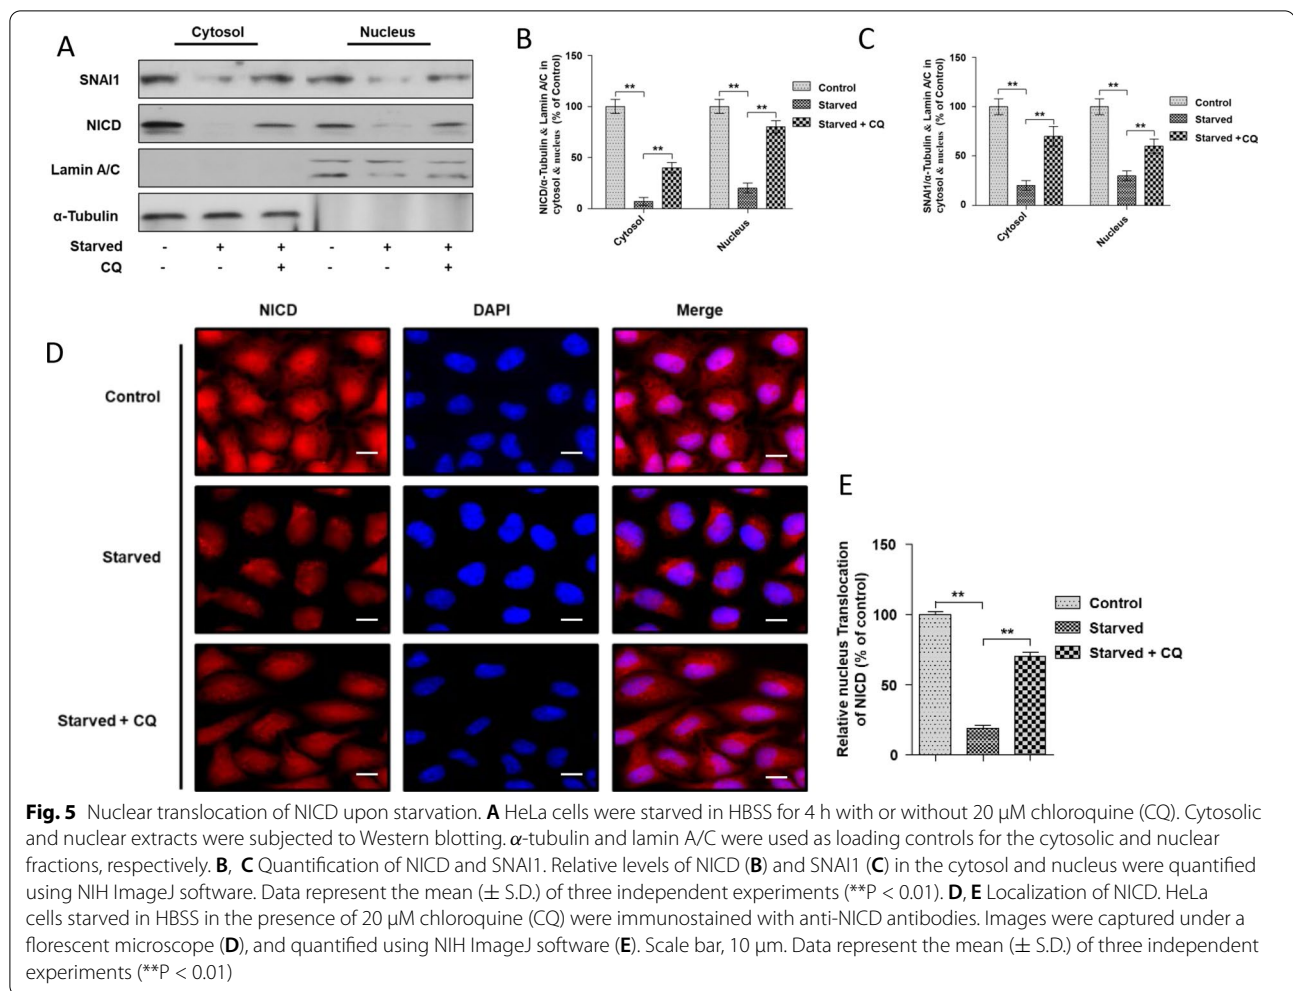 A
Cytosol Nucleus
SNAI1
NICD
Lamin A/C
α-Tubulin
Starved - + + - + +
CQ - - + - - +
B
NICD/α-Tubulin & Lamin A/C in
cytosol & nucleus (% of Control)
150
100
50
0
** ** ** **
Cytosol Nucleus
Control
Starved
Starved + CQ
C
SNAI1/α-Tubulin & Lamin A/C in
cytosol & nucleus (% of Control)
150
100
50
0
** ** ** **
Cytosol Nucleus
Control
Starved
Starved +CQ
D
NICD DAPI Merge
Control
Starved
Starved + CQ
E
Relative nucleus Translocation
of NICD (% of control)
150
100
50
0
** **
Control
Starved
Starved + CQ
Fig. 5 Nuclear translocation of NICD upon starvation. A HeLa cells were starved in HBSS for 4 h with or without 20 μM chloroquine (CQ). Cytosolic
and nuclear extracts were subjected to Western blotting. α-tubulin and lamin A/C were used as loading controls for the cytosolic and nuclear
fractions, respectively. B, C Quantification of NICD and SNAI1. Relative levels of NICD (B) and SNAI1 (C) in the cytosol and nucleus were quantified
using NIH ImageJ software. Data represent the mean (± S.D.) of three independent experiments (**P < 0.01). D, E Localization of NICD. HeLa
cells starved in HBSS in the presence of 20 μM chloroquine (CQ) were immunostained with anti-NICD antibodies. Images were captured under a
florescent microscope (D), and quantified using NIH ImageJ software (E). Scale bar, 10 μm. Data represent the mean (± S.D.) of three independent
experiments (**P < 0.01)